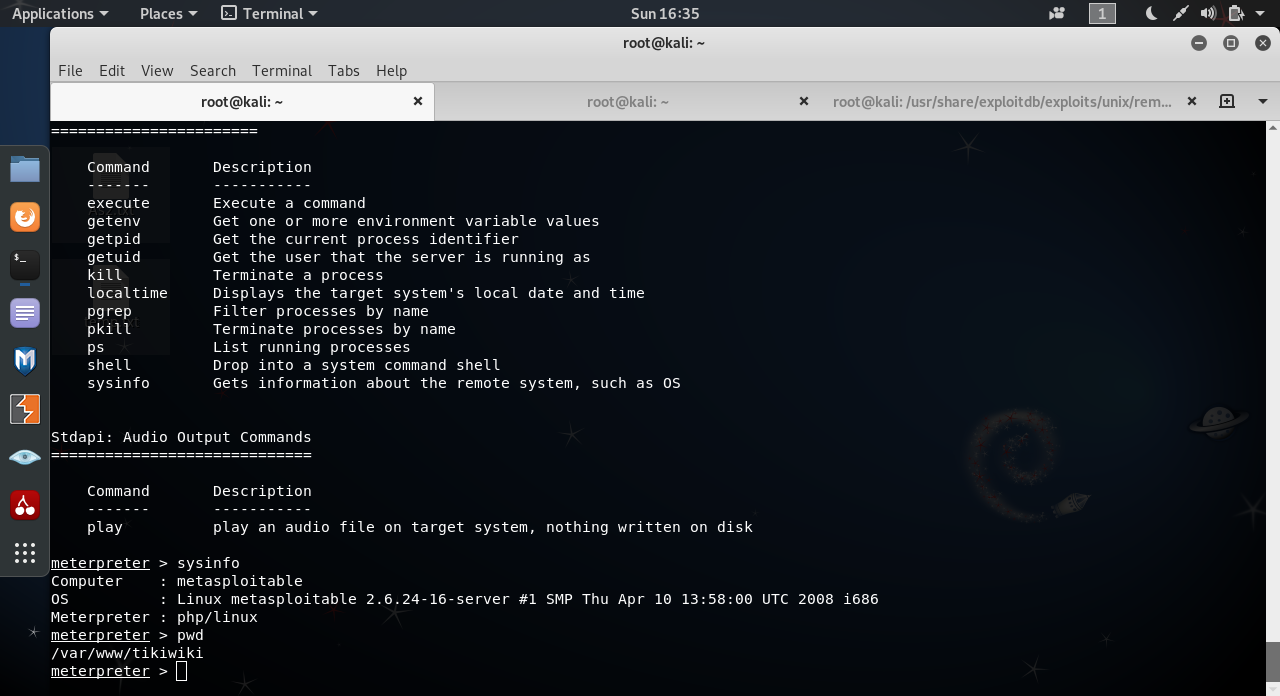 Applications Places Terminal Sun 16:35 1
root@kali: ~
File Edit View Search Terminal Tabs Help
root@kali: ~ root@kali: ~ root@kali: /usr/share/exploitdb/exploits/unix/rem...
=======================
Command Description
------- -----------
execute Execute a command
getenv Get one or more environment variable values
getpid Get the current process identifier
getuid Get the user that the server is running as
kill Terminate a process
localtime Displays the target system's local date and time
pgrep Filter processes by name
pkill Terminate processes by name
ps List running processes
shell Drop into a system command shell
sysinfo Gets information about the remote system, such as OS
Stdapi: Audio Output Commands
=============================
Command Description
------- -----------
play play an audio file on target system, nothing written on disk
meterpreter > sysinfo
Computer : metasploitable
OS : Linux metasploitable 2.6.24-16-server #1 SMP Thu Apr 10 13:58:00 UTC 2008 i686
Meterpreter : php/linux
meterpreter > pwd
/var/www/tikiwiki
meterpreter >